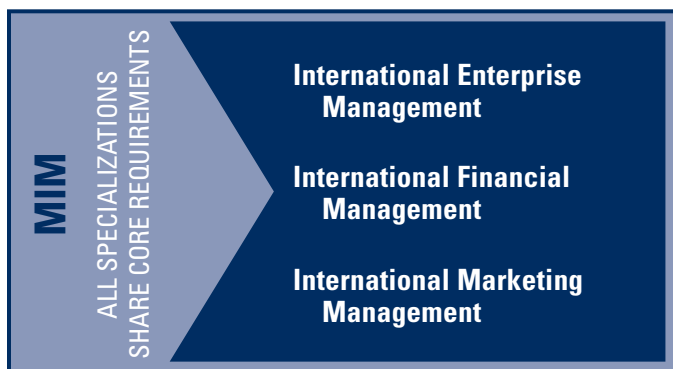 MIM
ALL SPECIALIZATIONS
SHARE CORE REQUIREMENTS
International Enterprise
Management
International Financial
Management
International Marketing
Management